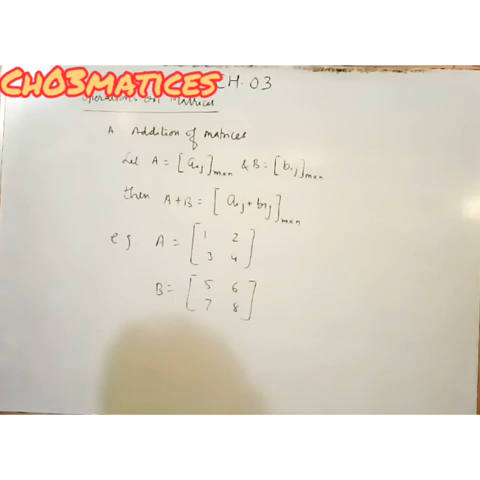 CH03MATICES CH-03
Operations on Matrices
A Addition of matrices
Let A = [aij]m×n & B = [bij]m×n
then A+B = [aij + bij]m×n
eg A = [1 2
3 4]
B = [5 6
7 8]